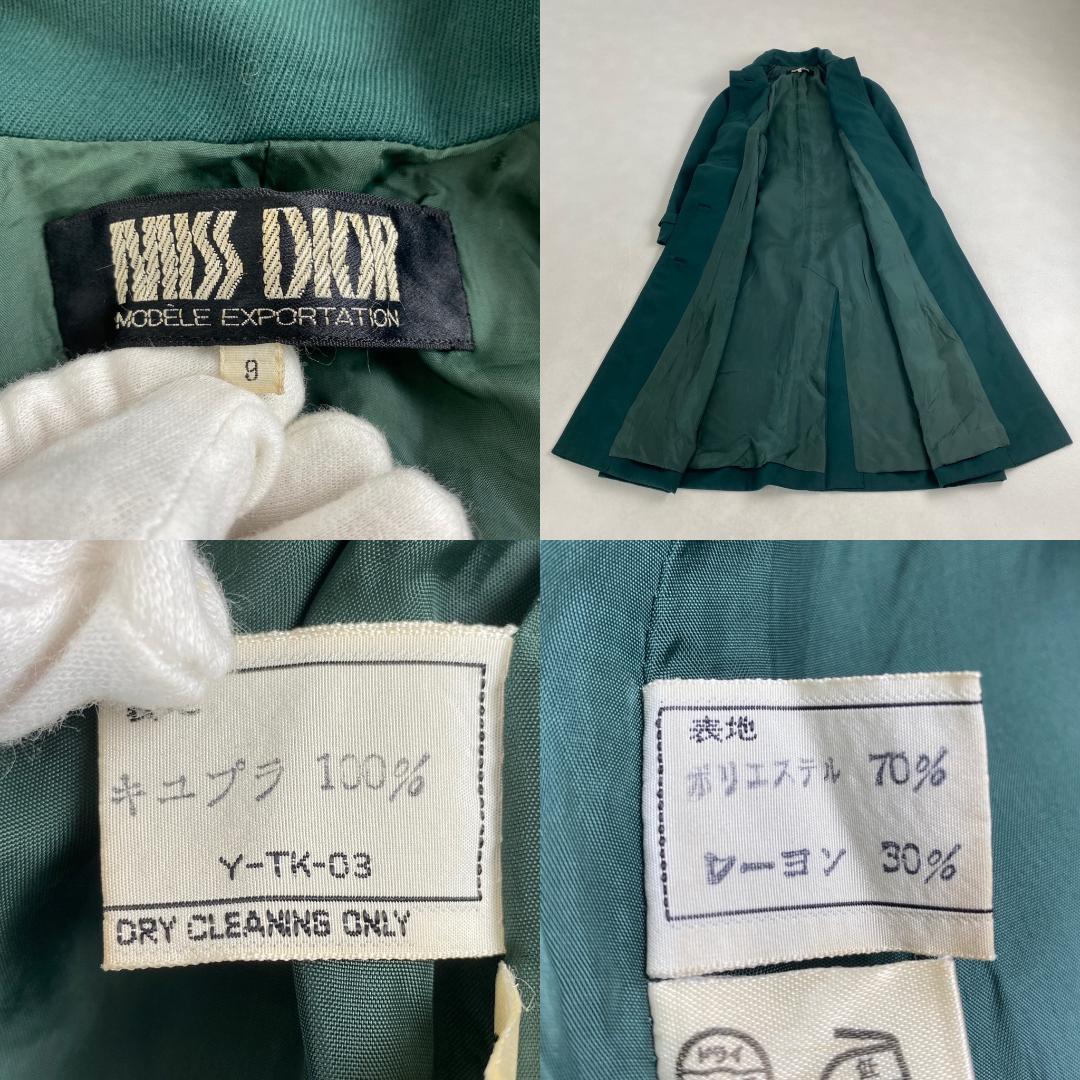 MISS DIOR
MODÈLE EXPORTATION
9
キユプラ 100%
Y-TK-03
DRY CLEANING ONLY
表地
ポリエステル 70%
レーヨン 30%